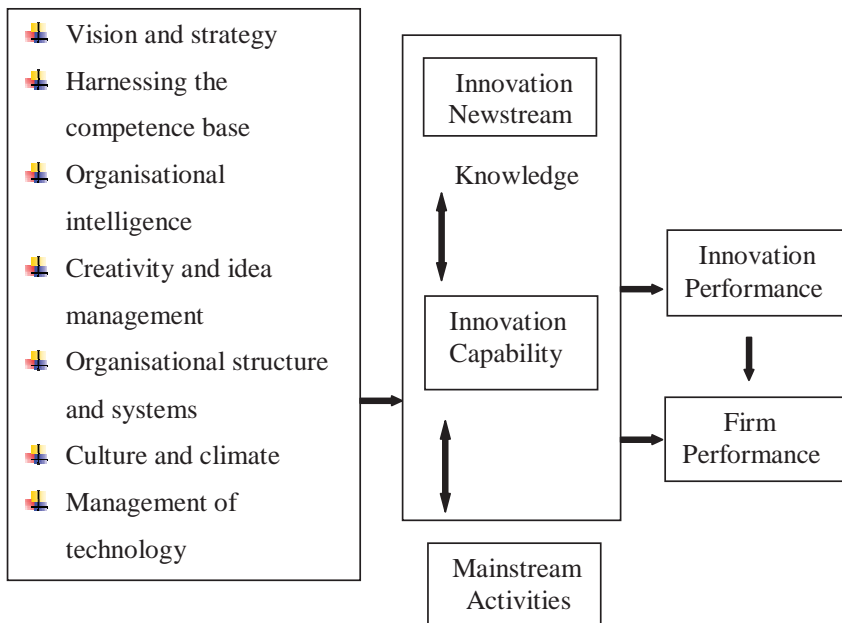 Vision and strategy
Harnessing the
competence base
Organisational
intelligence
Creativity and idea
management
Organisational structure
and systems
Culture and climate
Management of
technology
Innovation
Newstream
Knowledge
Innovation
Capability
Mainstream
Activities
Innovation
Performance
Firm
Performance